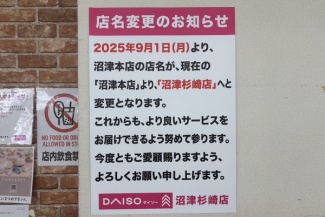 店名変更のお知らせ
2025年9月1日(月)より、
沼津本店の店名が、現在の
「沼津本店」より、「沼津杉崎店」へと
変更となります。
これからも、より良いサービスを
お届けできるよう努めて参ります。
今度ともご愛顧賜りますよう、
よろしくお願い申し上げます。
DAISO ダイソー 沼津杉崎店
NO FOOD OR DRINK
ALLOWED IN STORE
店内飲食禁止